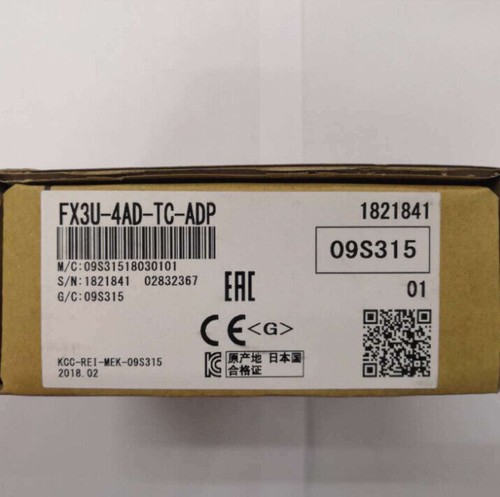 FX3U-4AD-TC-ADP
1821841
09S315
01
M/C:09S31518030101
S/N:1821841 02832367
G/C:09S315
EAC
CE <G>
KCC-REI-MEK-09S315
2018.02
原产地 日本国
合格证